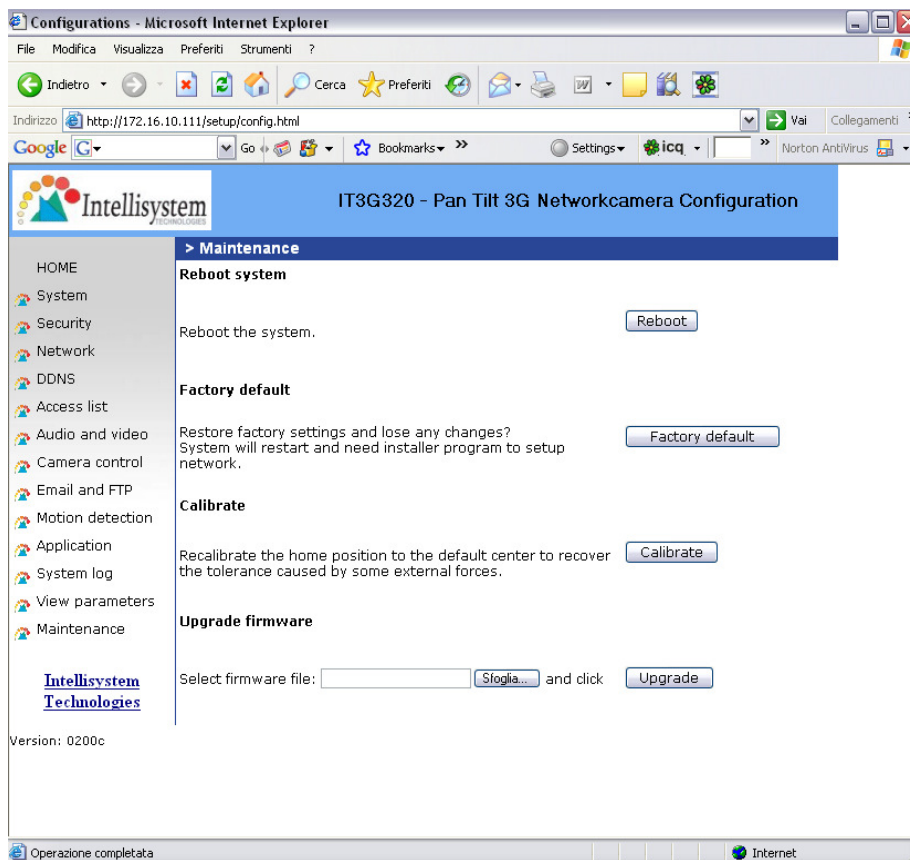 Configurations - Microsoft Internet Explorer
File Modifica Visualizza Preferiti Strumenti ?
Indietro Cerca Preferiti
Indirizzo http://172.16.10.111/setup/config.html Vai Collegamenti
Google G Go Bookmarks Settings icq Norton AntiVirus
Intellisystem
TECHNOLOGIES
IT3G320 - Pan Tilt 3G Networkcamera Configuration
> Maintenance
HOME
System
Security
Network
DDNS
Access list
Audio and video
Camera control
Email and FTP
Motion detection
Application
System log
View parameters
Maintenance
Intellisystem
Technologies
Version: 0200c
Reboot system
Reboot the system. Reboot
Factory default
Restore factory settings and lose any changes?
System will restart and need installer program to setup
network.
Factory default
Calibrate
Recalibrate the home position to the default center to recover
the tolerance caused by some external forces.
Calibrate
Upgrade firmware
Select firmware file: Sfoglia... and click Upgrade
Operazione completata Internet